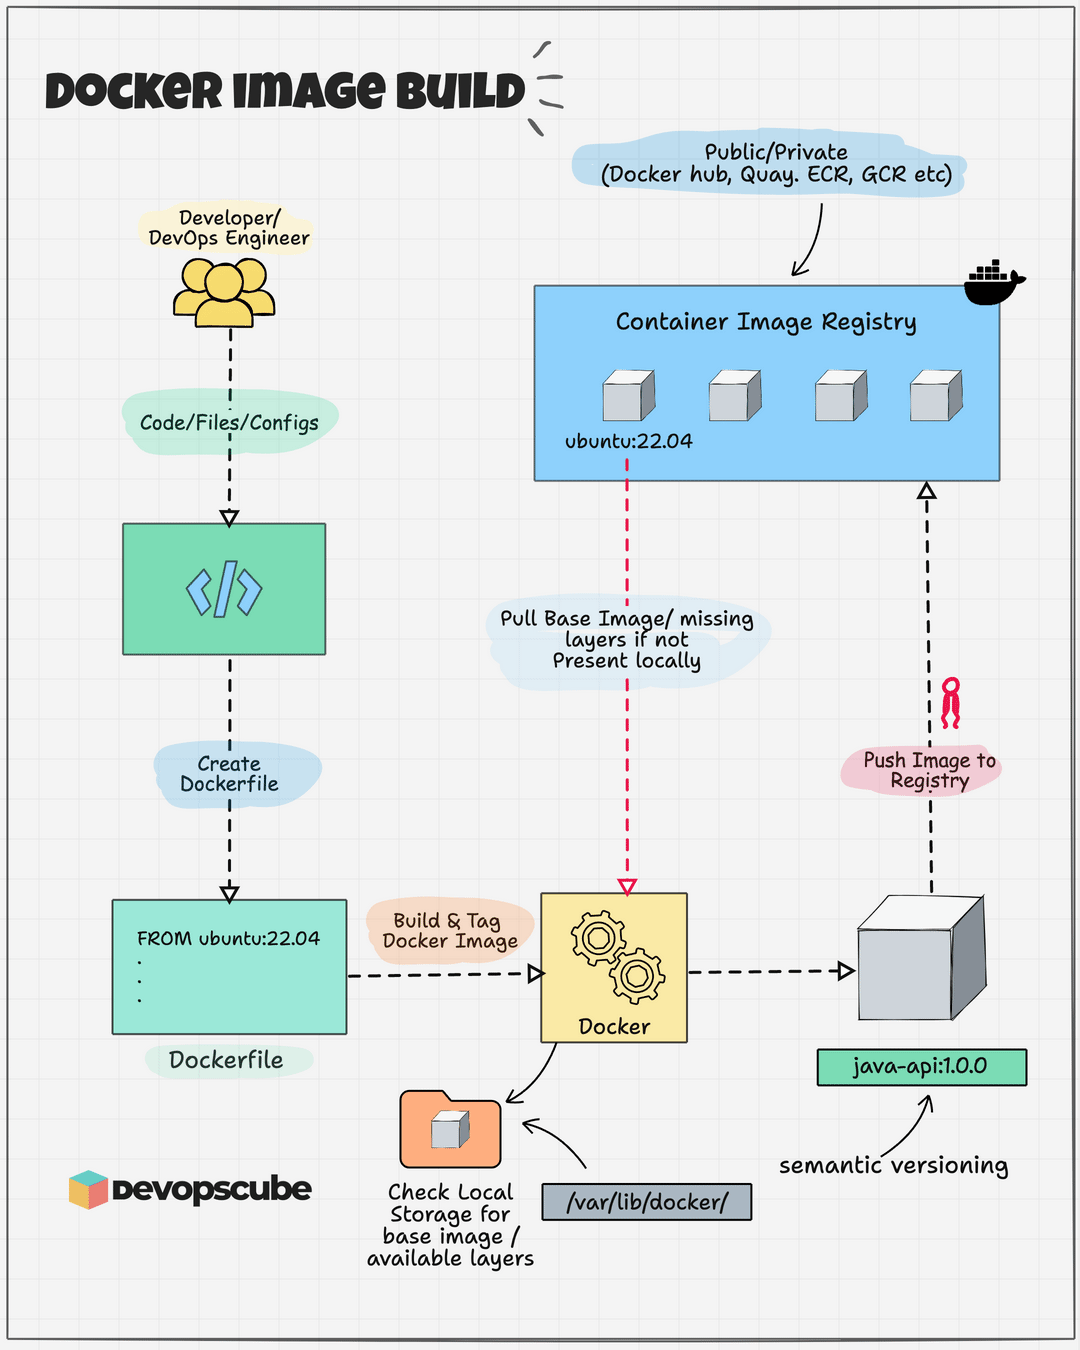 DOCKER IMAGE BUILD
Public/Private
(Docker hub, Quay. ECR, GCR etc)
Developer/
DevOps Engineer
Container Image Registry
ubuntu:22.04
Code/Files/Configs
</>
Pull Base Image/ missing
layers if not
Present locally
Create
Dockerfile
Push Image to
Registry
FROM ubuntu:22.04
.
.
.
Dockerfile
Build & Tag
Docker Image
Docker
java-api:1.0.0
semantic versioning
Check Local
Storage for
base image /
available layers
/var/lib/docker/
DEVOPSCUBE